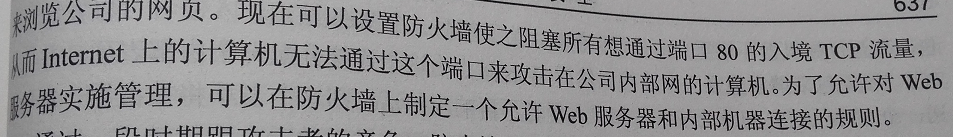 637
来浏览公司的网页。现在可以设置防火墙使之阻塞所有想通过端口 80 的入境 TCP 流量，
从而 Internet 上的计算机无法通过这个端口来攻击在公司内部网的计算机。为了允许对 Web
服务器实施管理，可以在防火墙上制定一个允许 Web 服务器和内部机器连接的规则。